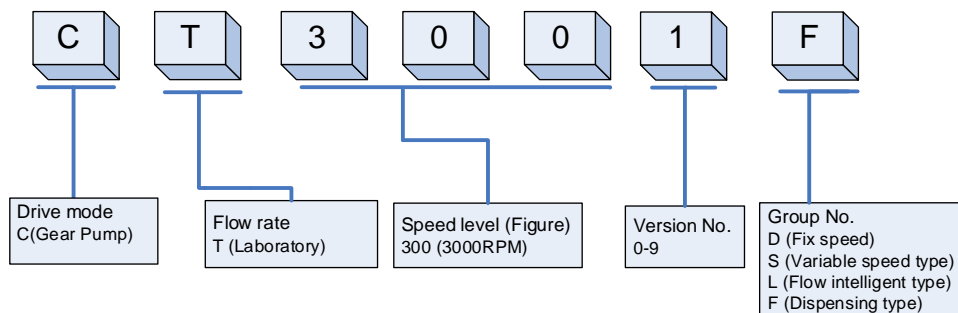 C T 3 0 0 1 F
Drive mode
C(Gear Pump)
Flow rate
T (Laboratory)
Speed level (Figure)
300 (3000RPM)
Version No.
0-9
Group No.
D (Fix speed)
S (Variable speed type)
L (Flow intelligent type)
F (Dispensing type)